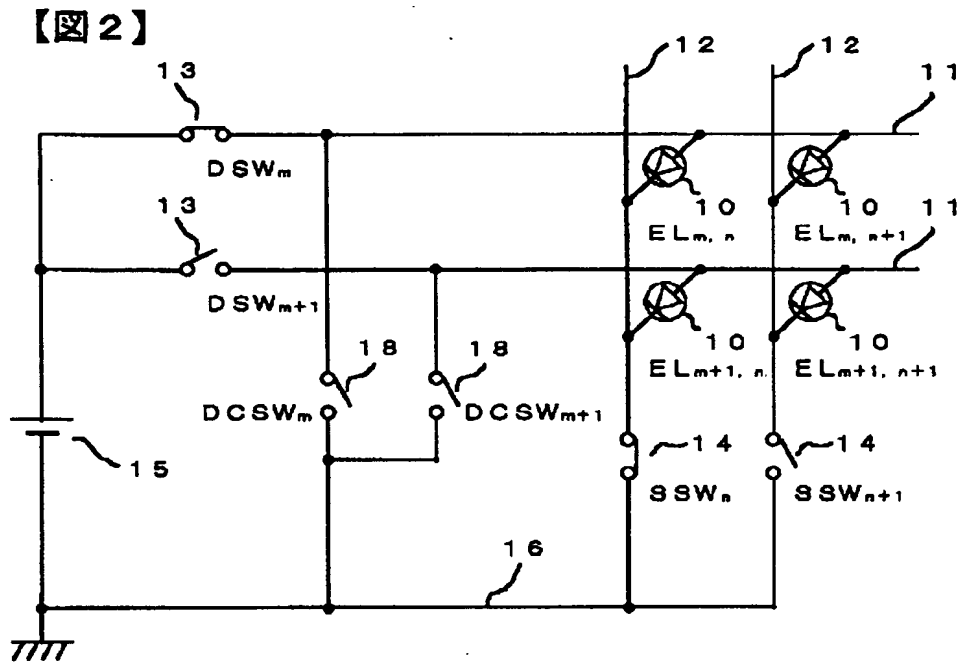 【図2】
12 12
13 11
DSWm
10 10
ELm, n ELm, n+1
13 11
DSWm+1
10 10
ELm+1, n ELm+1, n+1
18 18
DCSWm DCSWm+1
14 14
15
SSWn SSWn+1
16